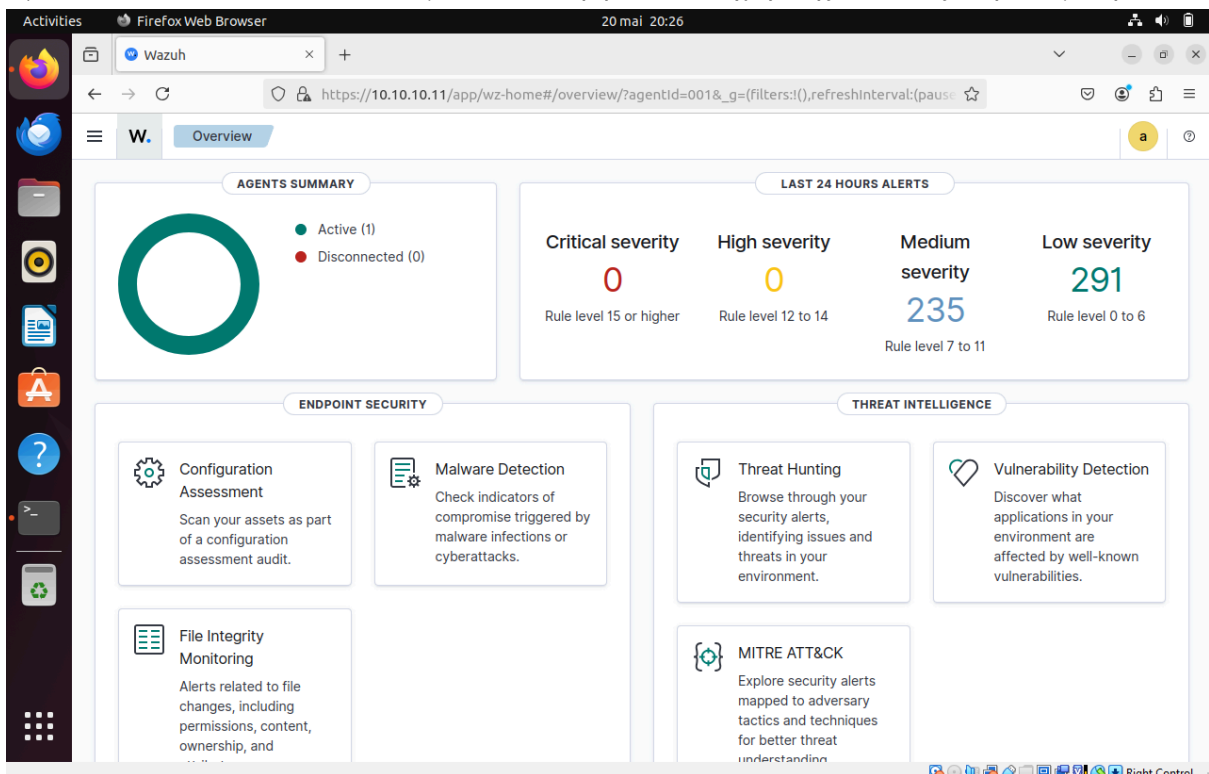 Activities
Firefox Web Browser
20 mai 20:26
Wazuh
https://10.10.10.11/app/wz-home#/overview/?agentId=001&_g=(filters:!(),refreshInterval:(pause
W.
Overview
a
AGENTS SUMMARY
Active (1)
Disconnected (0)
LAST 24 HOURS ALERTS
Critical severity
0
Rule level 15 or higher
High severity
0
Rule level 12 to 14
Medium
severity
235
Rule level 7 to 11
Low severity
291
Rule level 0 to 6
ENDPOINT SECURITY
Configuration
Assessment
Scan your assets as part
of a configuration
assessment audit.
Malware Detection
Check indicators of
compromise triggered by
malware infections or
cyberattacks.
File Integrity
Monitoring
Alerts related to file
changes, including
permissions, content,
ownership, and
THREAT INTELLIGENCE
Threat Hunting
Browse through your
security alerts,
identifying issues and
threats in your
environment.
Vulnerability Detection
Discover what
applications in your
environment are
affected by well-known
vulnerabilities.
MITRE ATT&CK
Explore security alerts
mapped to adversary
tactics and techniques
for better threat
understanding.
Right Control